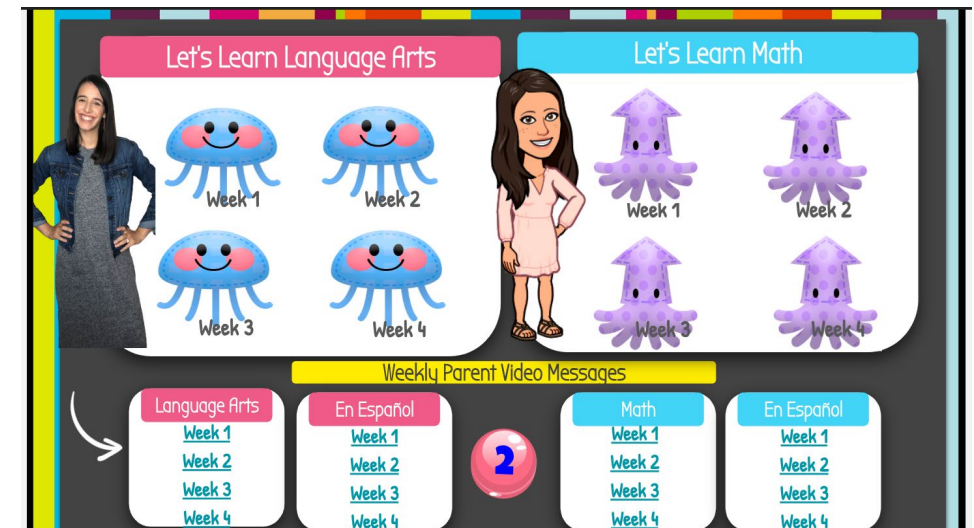 Let's Learn Language Arts
Week 1
Week 2
Week 3
Week 4
Let's Learn Math
Week 1
Week 2
Week 3
Week 4
Weekly Parent Video Messages
Language Arts
Week 1
Week 2
Week 3
Week 4
En Español
Week 1
Week 2
Week 3
Week 4
2
Math
Week 1
Week 2
Week 3
Week 4
En Español
Week 1
Week 2
Week 3
Week 4